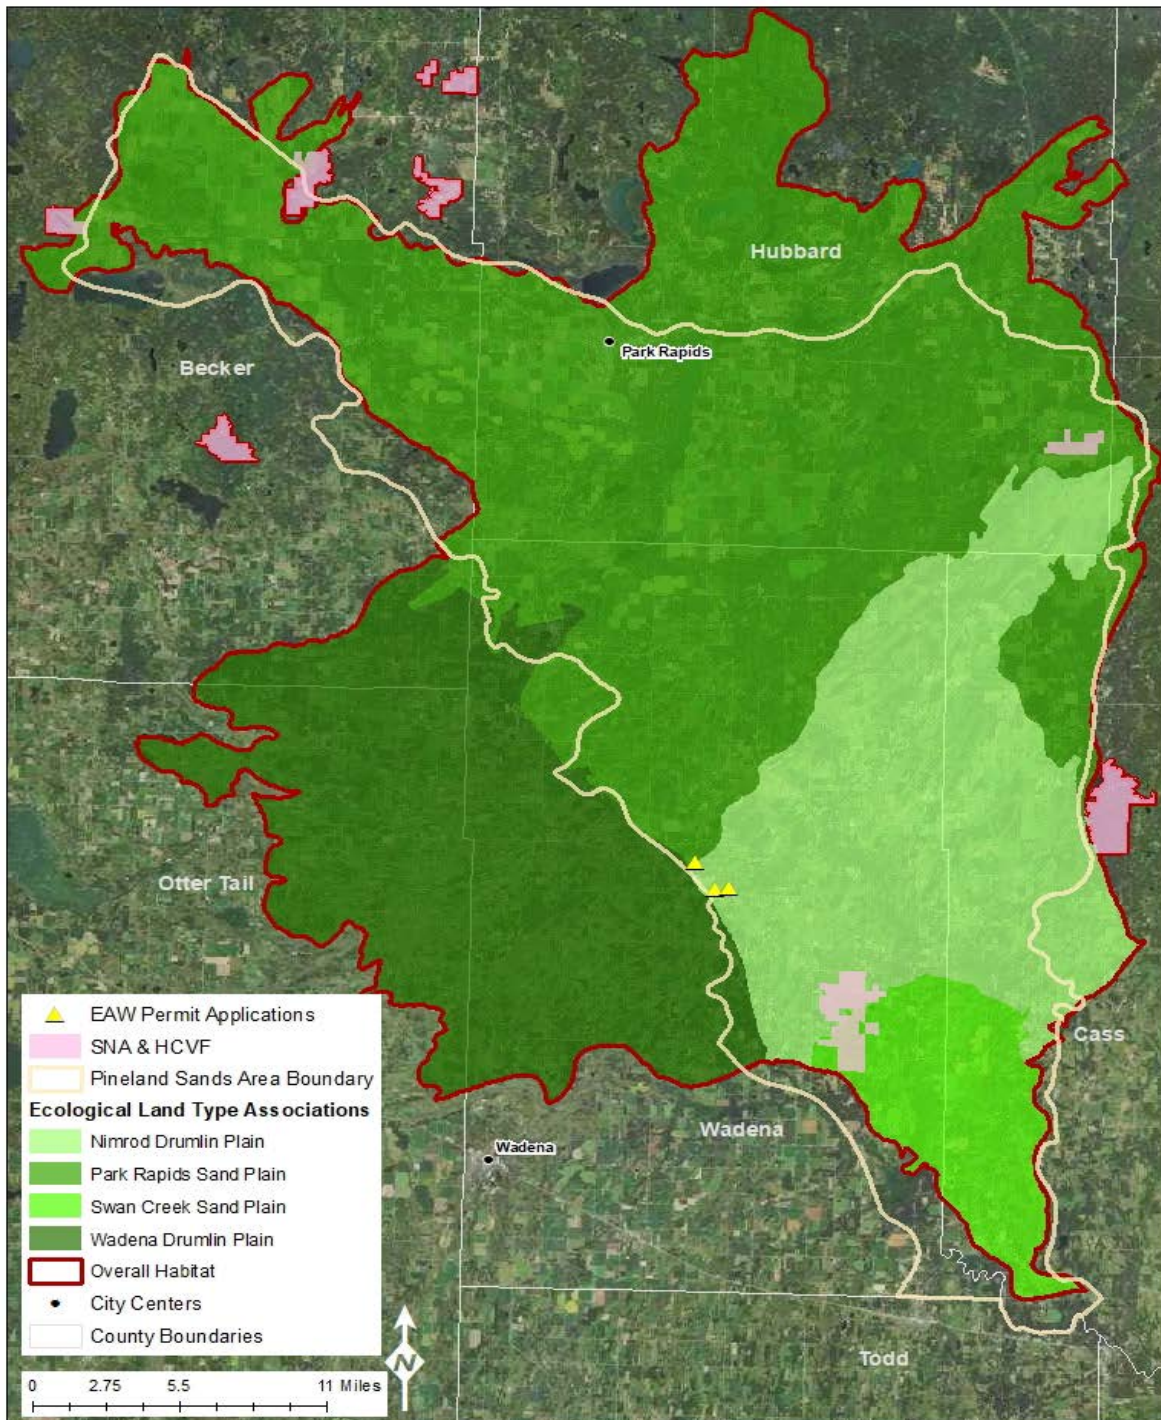 Hubbard
Park Rapids
Becker
Otter Tail
Cass
Wadena
Wadena
Todd
EAW Permit Applications
SNA & HCVF
Pineland Sands Area Boundary
Ecological Land Type Associations
Nimrod Drumlin Plain
Park Rapids Sand Plain
Swan Creek Sand Plain
Wadena Drumlin Plain
Overall Habitat
City Centers
County Boundaries
0 2.75 5.5 11 Miles
N